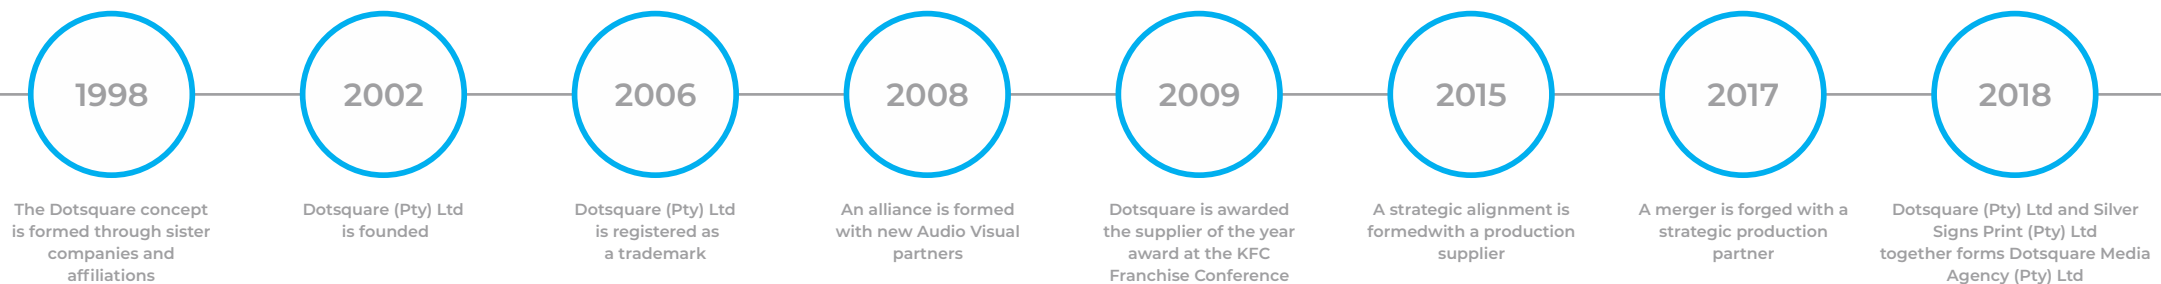 1998
The Dotsquare concept
is formed through sister
companies and
affiliations
2002
Dotsquare (Pty) Ltd
is founded
2006
Dotsquare (Pty) Ltd
is registered as
a trademark
2008
An alliance is formed
with new Audio Visual
partners
2009
Dotsquare is awarded
the supplier of the year
award at the KFC
Franchise Conference
2015
A strategic alignment is
formedwith a production
supplier
2017
A merger is forged with a
strategic production
partner
2018
Dotsquare (Pty) Ltd and Silver
Signs Print (Pty) Ltd
together forms Dotsquare Media
Agency (Pty) Ltd